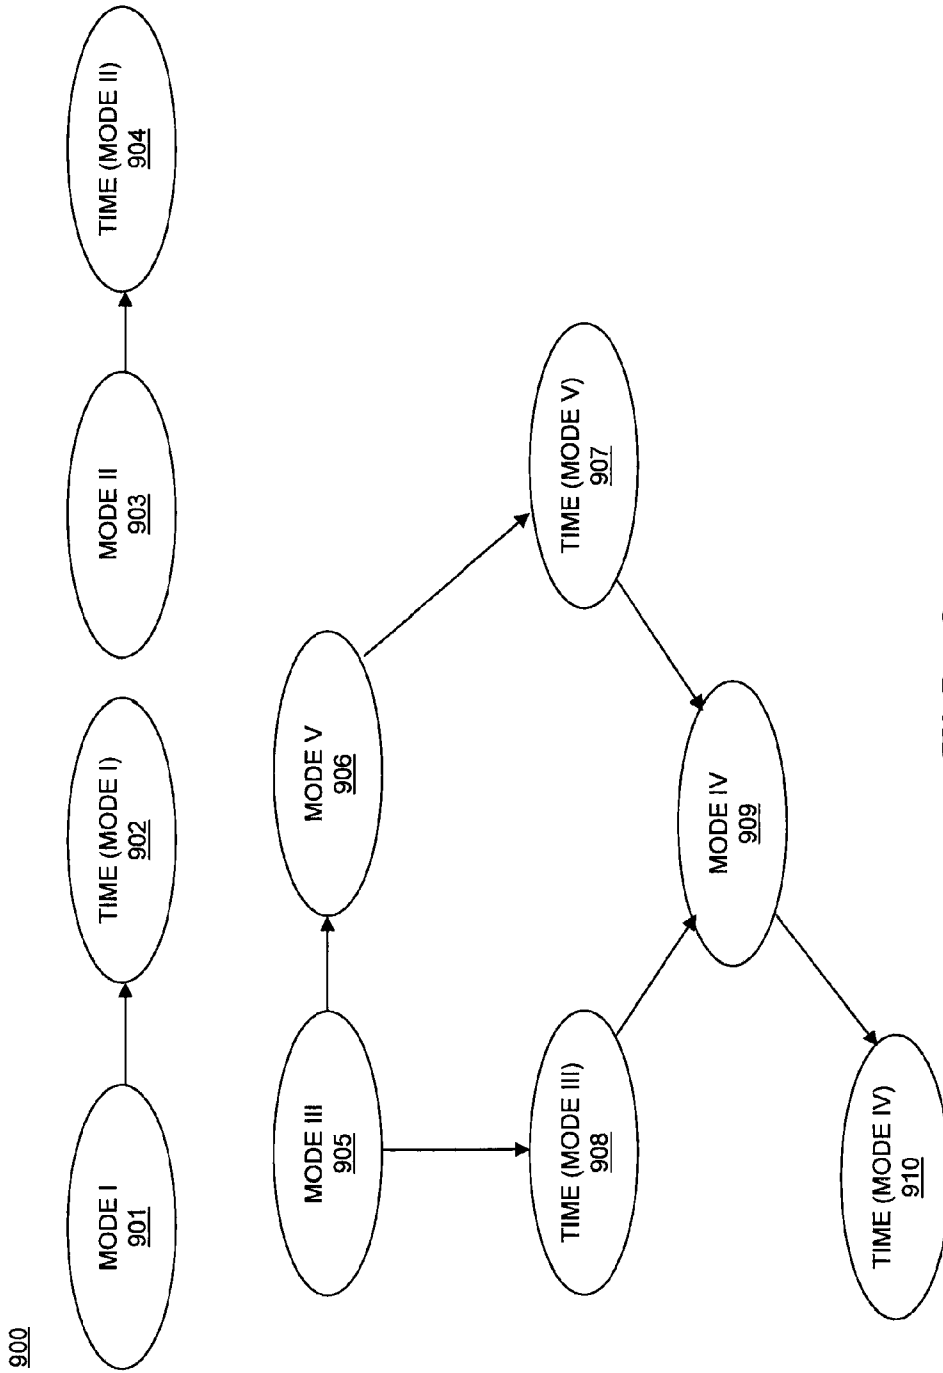 900
MODE I
901
TIME (MODE I)
902
MODE II
903
TIME (MODE II)
904
MODE III
905
MODE V
906
TIME (MODE III)
908
TIME (MODE V)
907
MODE IV
909
TIME (MODE IV)
910